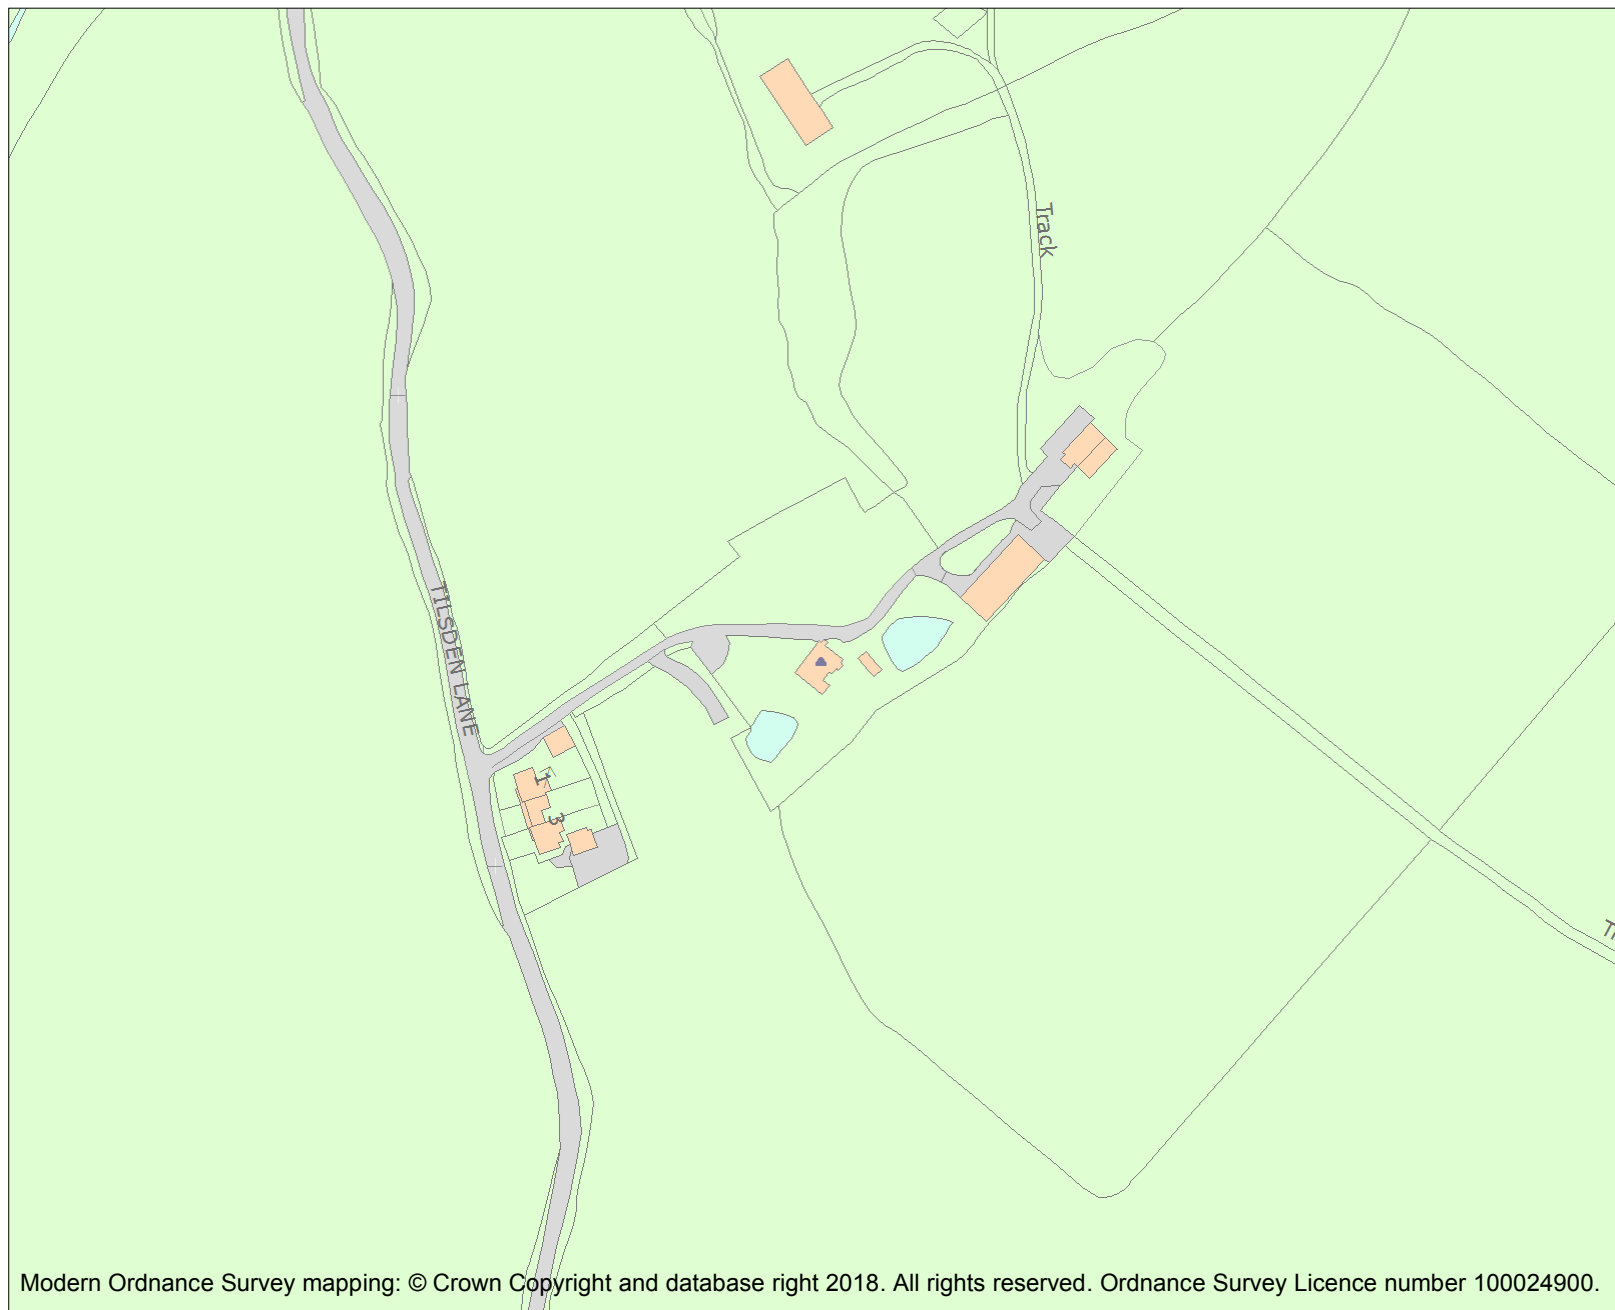 Track
TILSDEN LANE
1
3
Modern Ordnance Survey mapping: © Crown Copyright and database right 2018. All rights reserved. Ordnance Survey Licence number 100024900.